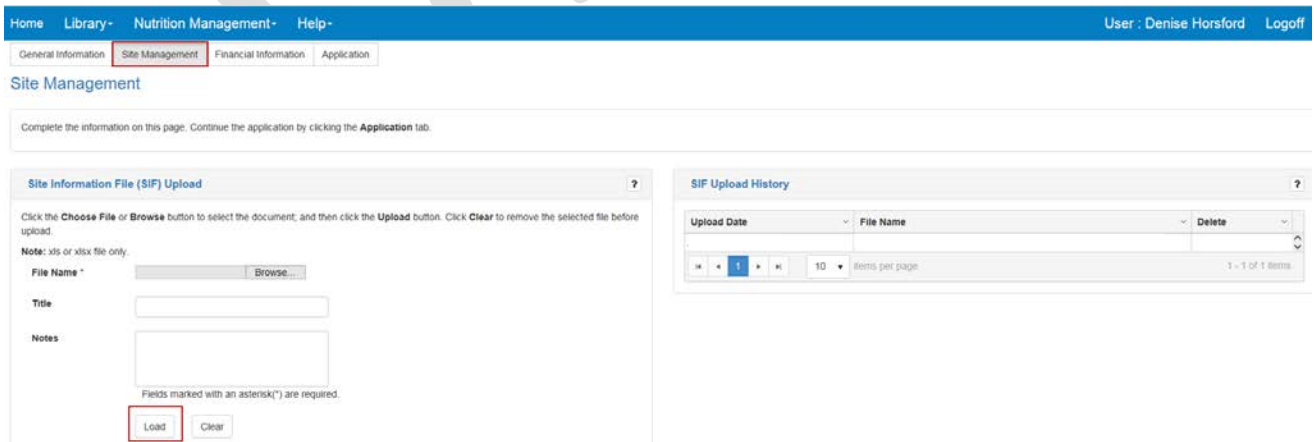 Home Library Nutrition Management Help User : Denise Horsford Logoff
General Information Site Management Financial Information Application
Site Management
Complete the information on this page. Continue the application by clicking the Application tab.
Site Information File (SIF) Upload ?
Click the Choose File or Browse button to select the document; and then click the Upload button. Click Clear to remove the selected file before
upload.
Note: xls or xlsx file only.
File Name * Browse...
Title
Notes
Fields marked with an asterisk(*) are required.
Load Clear
SIF Upload History ?
Upload Date File Name Delete
1 10 items per page 1 - 1 of 1 items